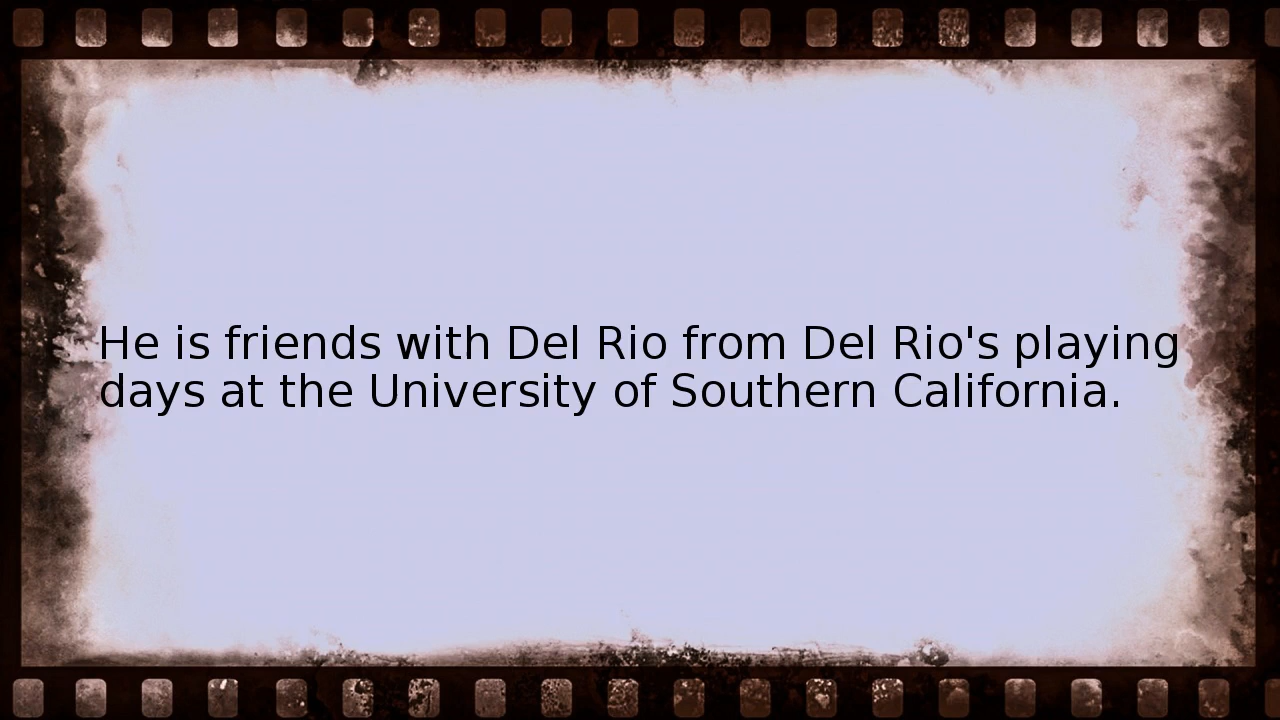 He is friends with Del Rio from Del Rio's playing
days at the University of Southern California.